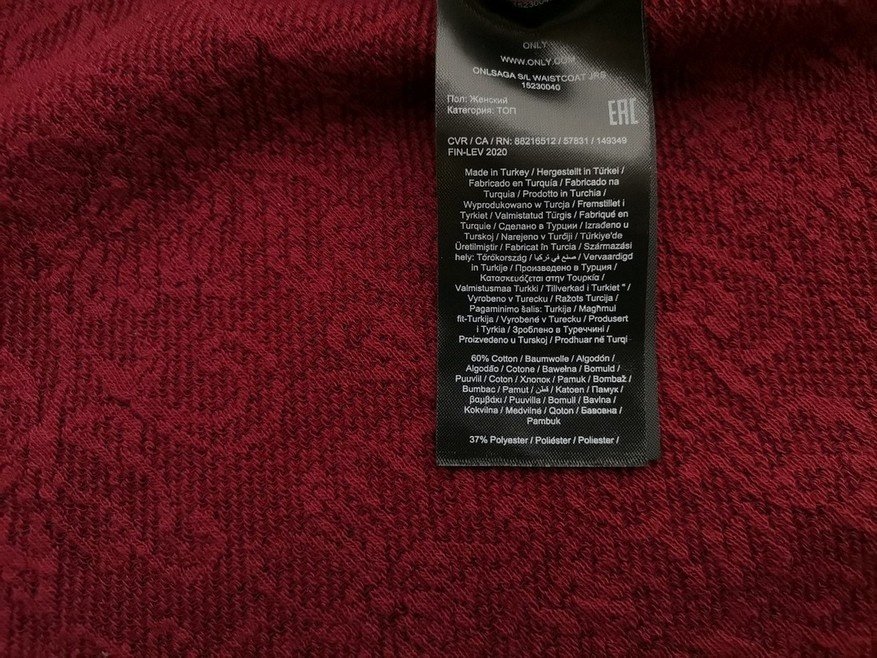 15230040
ONLY
WWW.ONLY.COM
ONLSAGA S/L WAISTCOAT JRS
15230040
Пол: Женский
Категория: ТОП
EAC
CVR / CA / RN: 88216512 / 57831 / 149349
FIN-LEV 2020
Made in Turkey / Hergestellt in Türkei /
Fabricado en Turquía / Fabricado na
Turquia / Prodotto in Turchia /
Wyprodukowano w Turcja / Fremstillet i
Tyrkiet / Valmistatud Türgis / Fabriqué en
Turquie / Сделано в Турции / Izrađeno u
Turskoj / Narejeno v Turčiji / Türkiye'de
Üretilmiştir / Fabricat în Turcia / Származási
hely: Törökország / صنع في تركيا / Vervaardigd
in Turkije / Произведено в Турция /
Κατασκευάζεται στην Τουρκία /
Valmistusmaa Turkki / Tillverkad i Turkiet " /
Vyrobeno v Turecku / Ražots Turcija /
Pagaminimo šalis: Turkija / Magħmul
fit-Turkija / Vyrobené v Turecku / Produsert
i Tyrkia / Зроблено в Туреччині /
Proizvedeno u Turskoj / Prodhuar në Turqi
60% Cotton / Baumwolle / Algodón /
Algodão / Cotone / Bawełna / Bomuld /
Puuviil / Coton / Хлопок / Pamuk / Bombaž /
Bumbac / Pamut / قطن / Katoen / Памук /
βαμβάκι / Puuvilla / Bomull / Bavlna /
Kokvilna / Medvilnė / Qoton / Бавовна /
Pambuk
37% Polyester / Poliéster / Poliester /